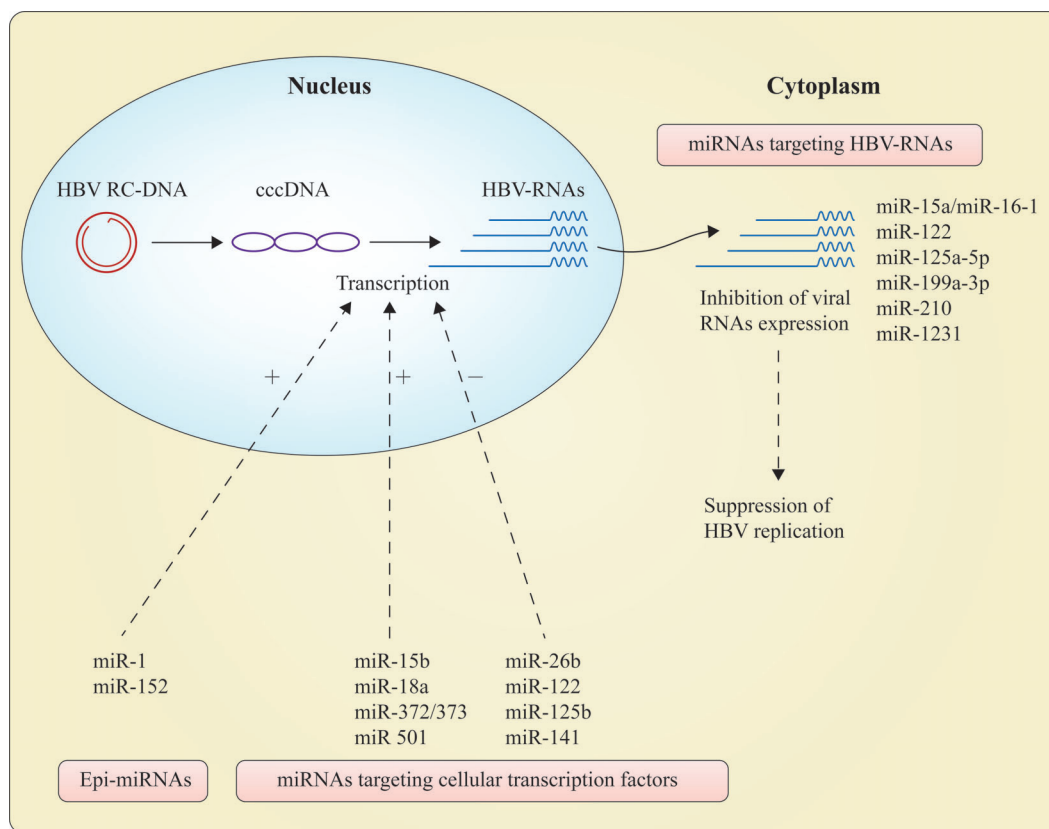 Nucleus
Cytoplasm
miRNAs targeting HBV-RNAs
HBV RC-DNA
cccDNA
HBV-RNAs
miR-15a/miR-16-1
miR-122
miR-125a-5p
miR-199a-3p
miR-210
miR-1231
Transcription
Inhibition of viral
RNAs expression
+
+
−
Suppression of
HBV replication
miR-1
miR-152
miR-15b
miR-18a
miR-372/373
miR 501
miR-26b
miR-122
miR-125b
miR-141
Epi-miRNAs
miRNAs targeting cellular transcription factors